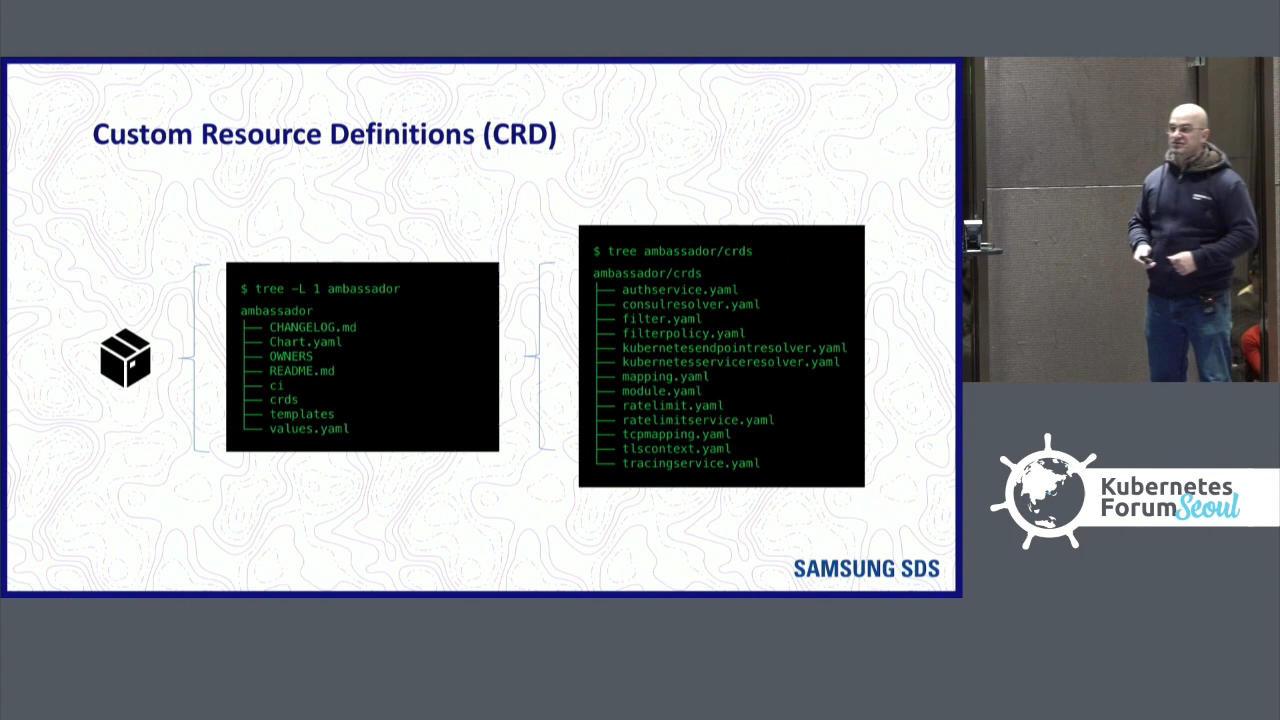 Custom Resource Definitions (CRD)
$ tree -L 1 ambassador
ambassador
├── CHANGELOG.md
├── Chart.yaml
├── OWNERS
├── README.md
├── ci
├── crds
├── templates
└── values.yaml
$ tree ambassador/crds
ambassador/crds
├── authservice.yaml
├── consulresolver.yaml
├── filter.yaml
├── filterpolicy.yaml
├── kubernetesendpointresolver.yaml
├── kubernetesserviceresolver.yaml
├── mapping.yaml
├── module.yaml
├── ratelimit.yaml
├── ratelimitservice.yaml
├── tcpmapping.yaml
├── tlscontext.yaml
└── tracingservice.yaml
SAMSUNG SDS
Kubernetes
Forum Seoul